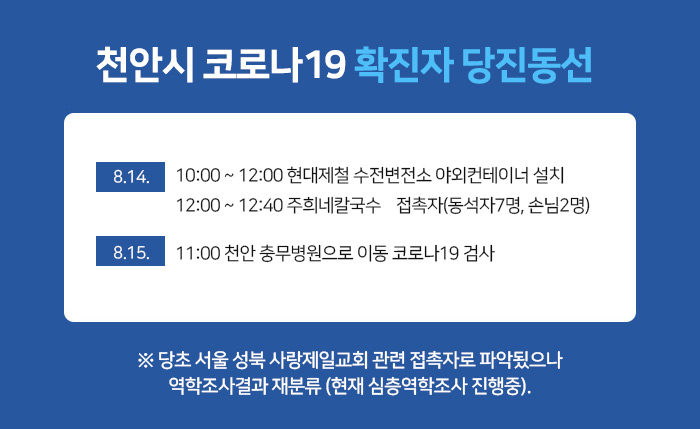 천안시 코로나19 확진자 당진동선
8.14. 10:00 ~ 12:00 현대제철 수전변전소 야외컨테이너 설치
12:00 ~ 12:40 주희네칼국수 접촉자(동석자7명, 손님2명)
8.15. 11:00 천안 충무병원으로 이동 코로나19 검사
※ 당초 서울 성북 사랑제일교회 관련 접촉자로 파악됬으나
역학조사결과 재분류 (현재 심층역학조사 진행중).